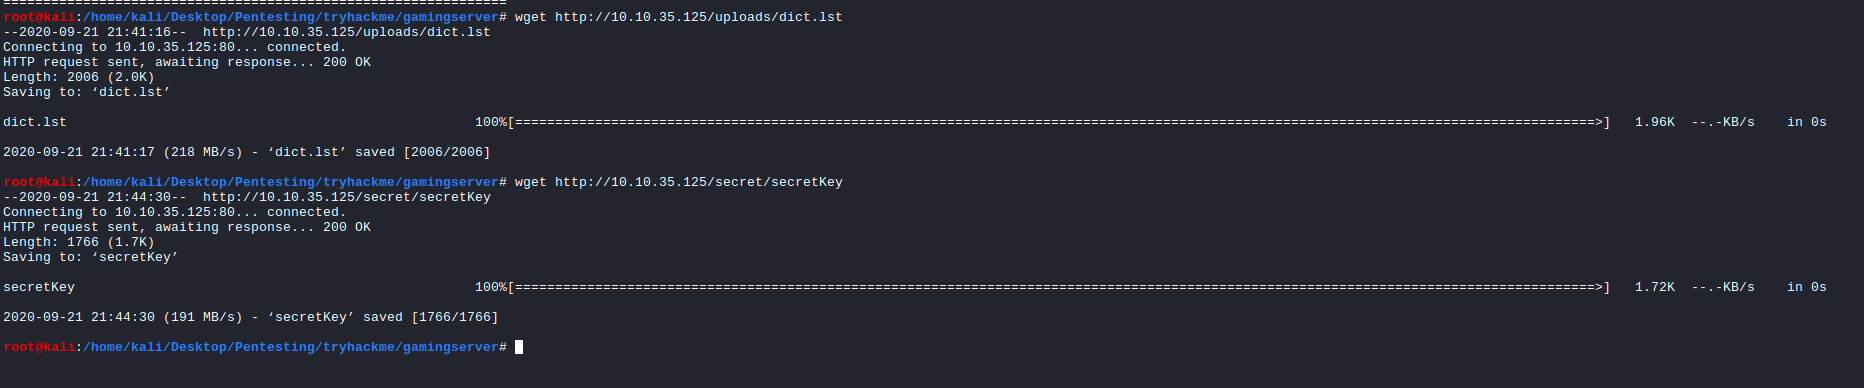 ================================================================
root@kali:/home/kali/Desktop/Pentesting/tryhackme/gamingserver# wget http://10.10.35.125/uploads/dict.lst
--2020-09-21 21:41:16--  http://10.10.35.125/uploads/dict.lst
Connecting to 10.10.35.125:80... connected.
HTTP request sent, awaiting response... 200 OK
Length: 2006 (2.0K)
Saving to: ‘dict.lst’
dict.lst 100%[=======================================================================================================================================>] 1.96K --.-KB/s in 0s
2020-09-21 21:41:17 (218 MB/s) - ‘dict.lst’ saved [2006/2006]
root@kali:/home/kali/Desktop/Pentesting/tryhackme/gamingserver# wget http://10.10.35.125/secret/secretKey
--2020-09-21 21:44:30--  http://10.10.35.125/secret/secretKey
Connecting to 10.10.35.125:80... connected.
HTTP request sent, awaiting response... 200 OK
Length: 1766 (1.7K)
Saving to: ‘secretKey’
secretKey 100%[=======================================================================================================================================>] 1.72K --.-KB/s in 0s
2020-09-21 21:44:30 (191 MB/s) - ‘secretKey’ saved [1766/1766]
root@kali:/home/kali/Desktop/Pentesting/tryhackme/gamingserver#